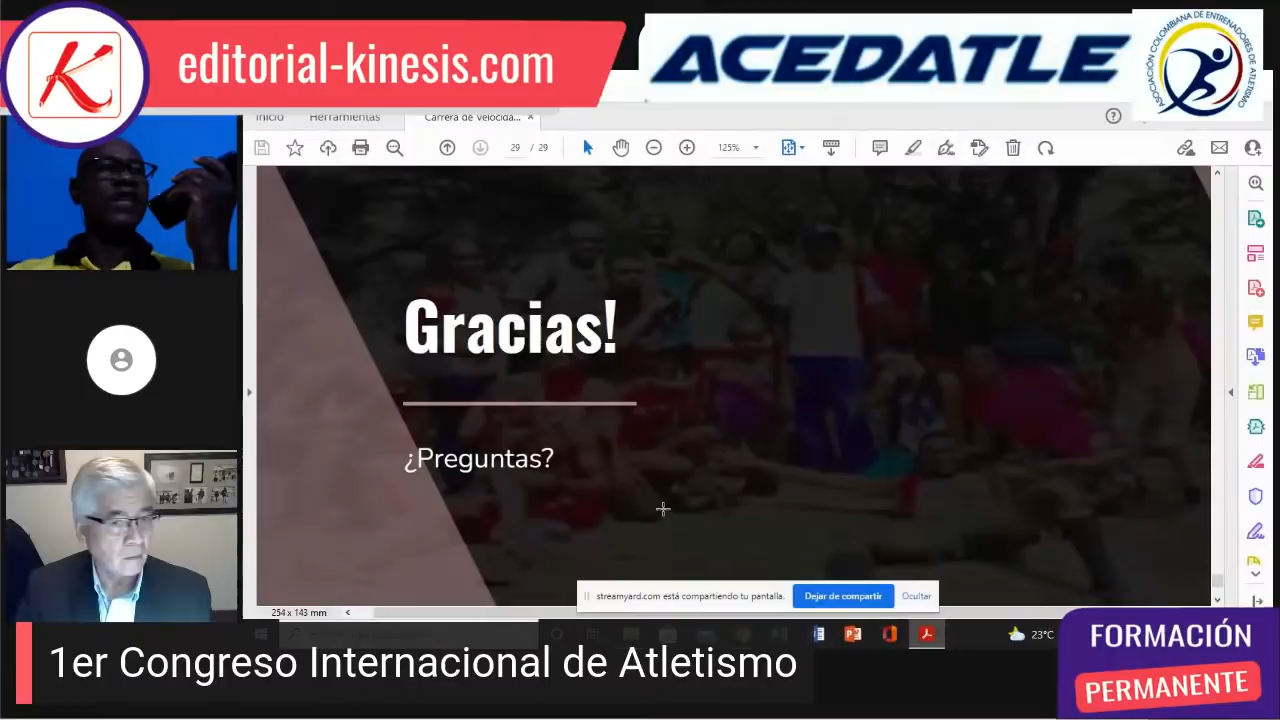 K
editorial-kinesis.com
ACEDATLE
ASOCIACIÓN COLOMBIANA DE ENTRENADORES DE ATLETISMO
Inicio Herramientas Carrera de Velocida... ×
29 / 29 125%
Gracias!
¿Preguntas?
streamyard.com está compartiendo tu pantalla. Dejar de compartir Ocultar
254 x 143 mm
23°C
1er Congreso Internacional de Atletismo
FORMACIÓN
PERMANENTE